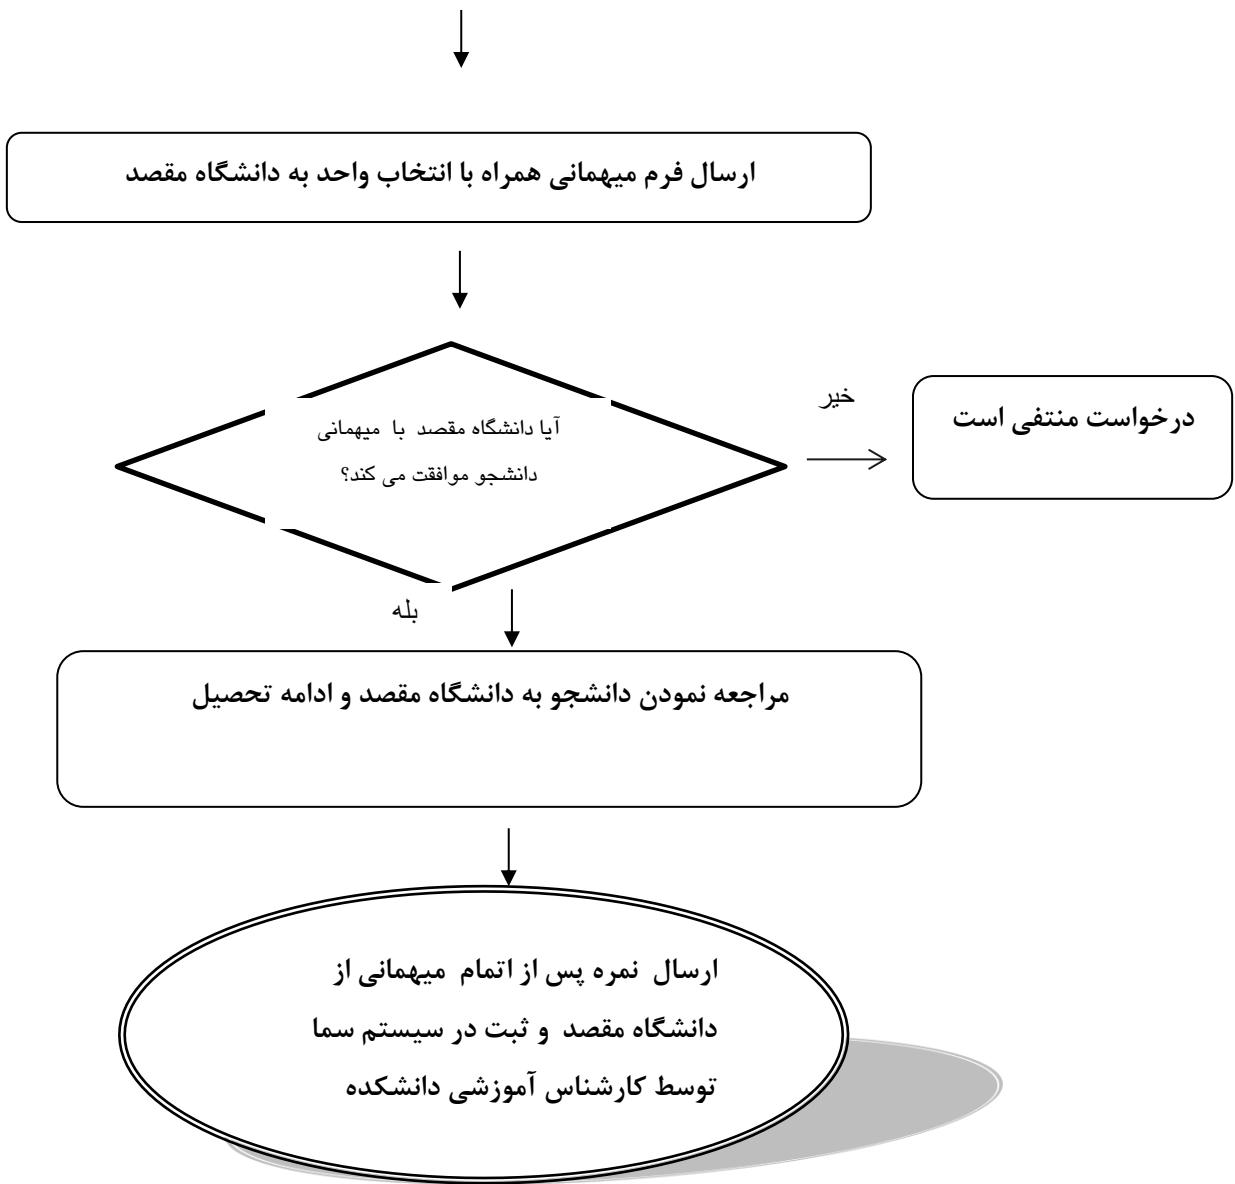 ارسال فرم میهمانی همراه با انتخاب واحد به دانشگاه مقصد
آیا دانشگاه مقصد با میهمانی
دانشجو موافقت می کند؟
خیر
درخواست منتفی است
بله
مراجعه نمودن دانشجو به دانشگاه مقصد و ادامه تحصیل
ارسال نمره پس از اتمام میهمانی از
دانشگاه مقصد و ثبت در سیستم سما
توسط کارشناس آموزشی دانشکده